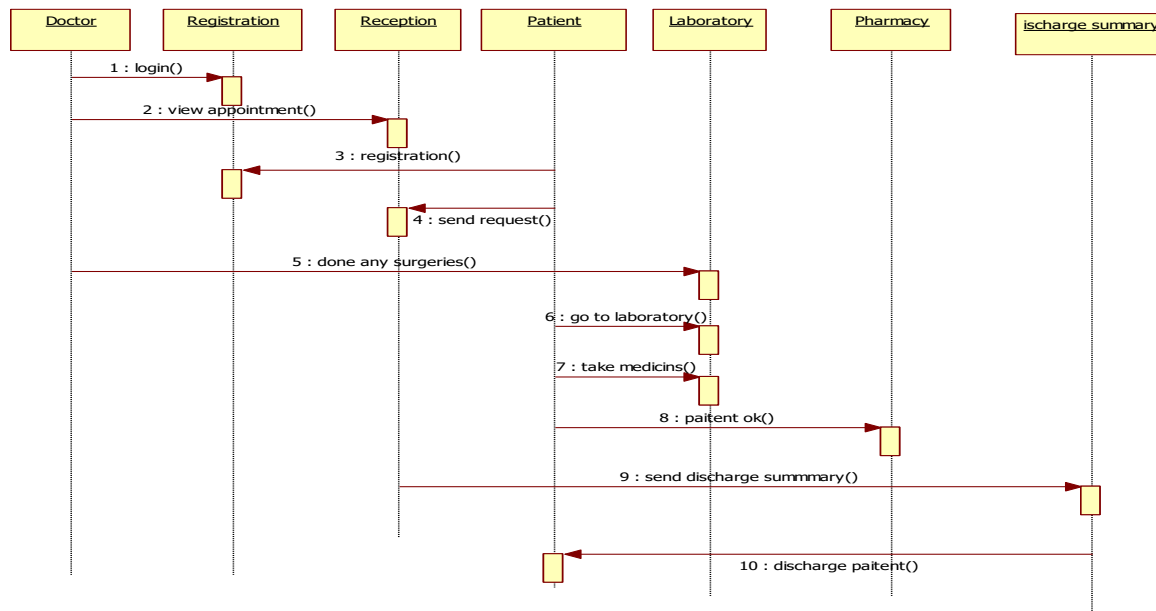 Doctor
Registration
Reception
Patient
Laboratory
Pharmacy
ischarge summary
1 : login()
2 : view appointment()
3 : registration()
4 : send request()
5 : done any surgeries()
6 : go to laboratory()
7 : take medicins()
8 : paitent ok()
9 : send discharge summmary()
10 : discharge paitent()